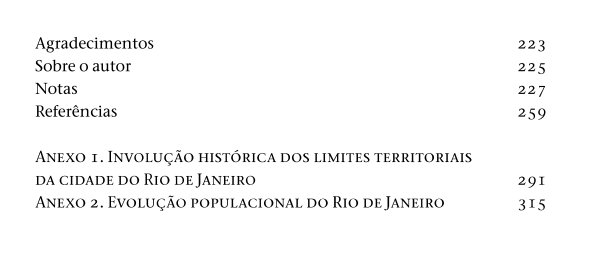 Agradecimentos 223
Sobre o autor 225
Notas 227
Referências 259
Anexo 1. Involução histórica dos limites territoriais
da cidade do Rio de Janeiro 291
Anexo 2. Evolução populacional do Rio de Janeiro 315